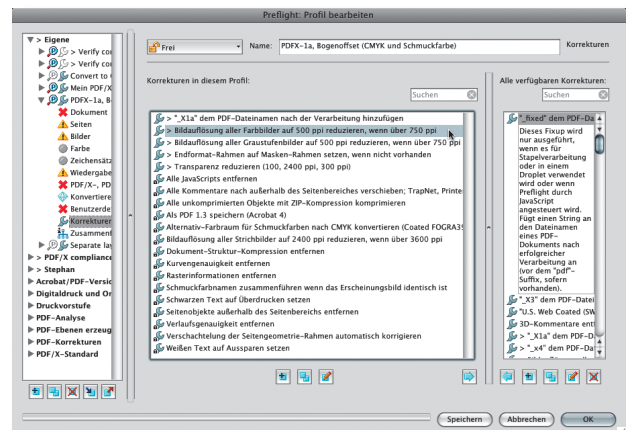 Preflight: Profil bearbeiten
> Eigene
> Verify cor
> Verify cor
Convert to
Mein PDF/X
PDFX-1a, B
Dokument
Seiten
Bilder
Farbe
Zeichensätz
Wiedergabe
PDF/X-, PD
Konvertiere
Benutzerde
Korrekturen
Zusammenf
Separate lay
> PDF/X compliance
> Stephan
Acrobat/PDF-Versio
Digitaldruck und On
Druckvorstufe
PDF-Analyse
PDF-Ebenen erzeug
PDF-Korrekturen
PDF/X-Standard
Frei
Name: PDFX-1a, Bogenoffset (CMYK und Schmuckfarbe)
Korrekturen
Korrekturen in diesem Profil:
Suchen
> "_X1a" dem PDF-Dateinamen nach der Verarbeitung hinzufügen
> Bildauflösung aller Farbbilder auf 500 ppi reduzieren, wenn über 750 ppi
> Bildauflösung aller Graustufenbilder auf 500 ppi reduzieren, wenn über 750 ppi
> Endformat-Rahmen auf Masken-Rahmen setzen, wenn nicht vorhanden
> Transparenz reduzieren (100, 2400 ppi, 300 ppi)
Alle JavaScripts entfernen
Alle Kommentare nach außerhalb des Seitenbereiches verschieben; TrapNet, Printe
Alle unkomprimierten Objekte mit ZIP-Kompression komprimieren
Als PDF 1.3 speichern (Acrobat 4)
Alternativ-Farbraum für Schmuckfarben nach CMYK konvertieren (Coated FOGRA39
Bildauflösung aller Strichbilder auf 2400 ppi reduzieren, wenn über 3600 ppi
Dokument-Struktur-Kompression entfernen
Kurvengenauigkeit entfernen
Rasterinformationen entfernen
Schmuckfarbnamen zusammenführen wenn das Erscheinungsbild identisch ist
Schwarzen Text auf Überdrucken setzen
Seitenobjekte außerhalb des Seitenbereichs entfernen
Verlaufsgenauigkeit entfernen
Verschachtelung der Seitengeometrie-Rahmen automatisch korrigieren
Weißen Text auf Aussparen setzen
Alle verfügbaren Korrekturen:
Suchen
"_fixed" dem PDF-Da
Dieses Fixup wird
nur ausgeführt,
wenn es für
Stapelverarbeitung
oder in einem
Droplet verwendet
wird oder wenn
Preflight durch
JavaScript
angesteuert wird.
Fügt einen String an
den Dateinamen
eines PDF-
Dokuments nach
erfolgreicher
Verarbeitung an
(vor dem "pdf"-
Suffix, sofern
vorhanden).
"_X3" dem PDF-Datei
"U.S. Web Coated (SW
3D-Kommentare entf
> "_X1a" dem PDF-Da
> "_x4" dem PDF-Dat
Speichern
Abbrechen
OK